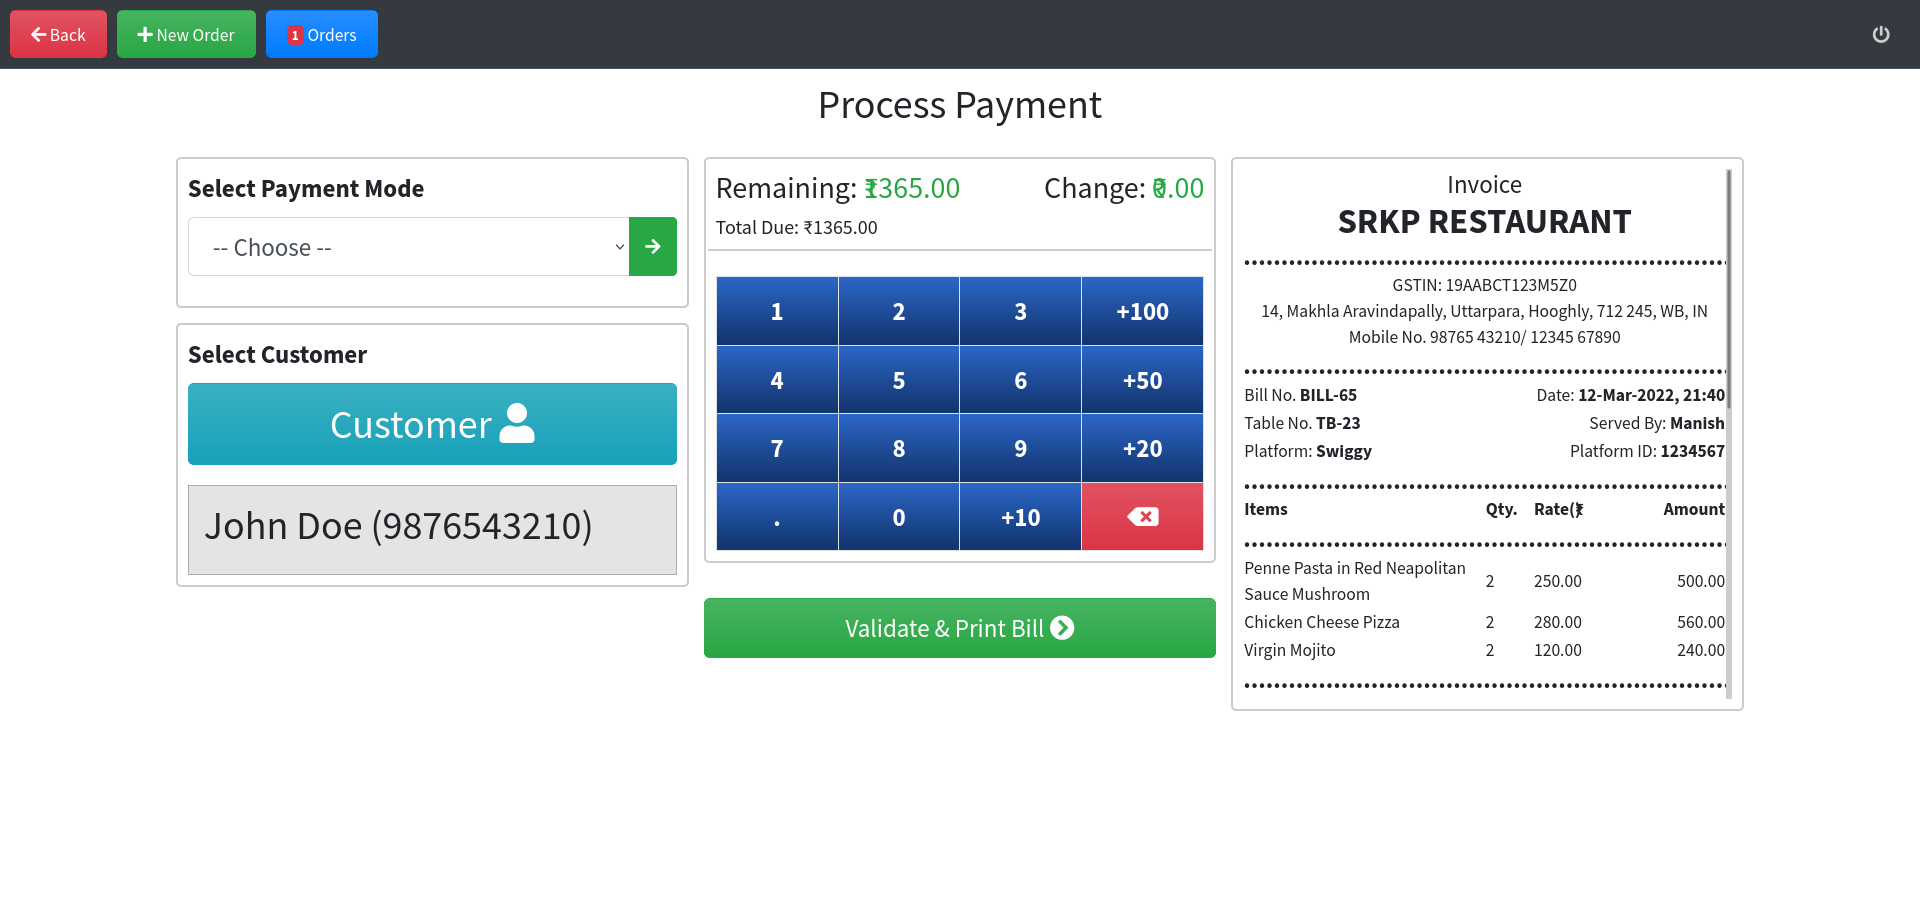 Back
New Order
1 Orders
Process Payment
Select Payment Mode
-- Choose --
Select Customer
Customer
John Doe (9876543210)
Remaining: ₹1365.00 Change: ₹0.00
Total Due: ₹1365.00
1 2 3 +100
4 5 6 +50
7 8 9 +20
. 0 +10
Validate & Print Bill
Invoice
SRKP RESTAURANT
GSTIN: 19AABCT123M5Z0
14, Makhla Aravindapally, Uttarpara, Hooghly, 712 245, WB, IN
Mobile No. 98765 43210/ 12345 67890
Bill No. BILL-65 Date: 12-Mar-2022, 21:40
Table No. TB-23 Served By: Manish
Platform: Swiggy Platform ID: 1234567
Items Qty. Rate(₹) Amount
Penne Pasta in Red Neapolitan
Sauce Mushroom 2 250.00 500.00
Chicken Cheese Pizza 2 280.00 560.00
Virgin Mojito 2 120.00 240.00